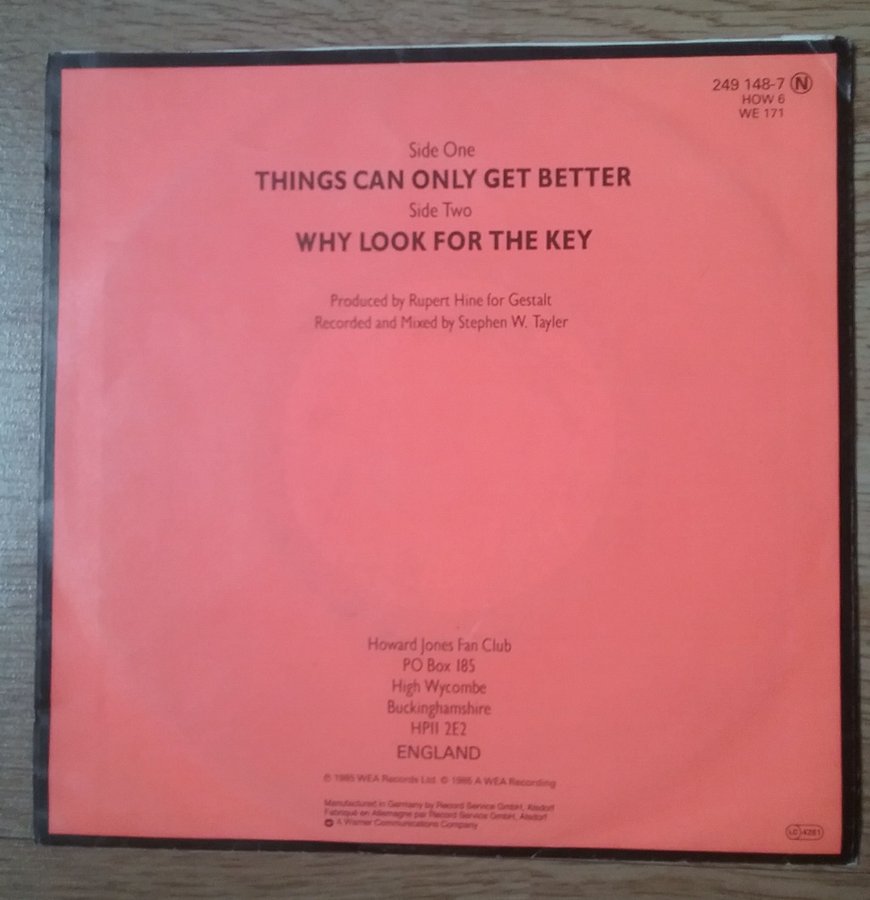 249 148-7 N
HOW 6
WE 171
Side One
THINGS CAN ONLY GET BETTER
Side Two
WHY LOOK FOR THE KEY
Produced by Rupert Hine for Gestalt
Recorded and Mixed by Stephen W. Tayler
Howard Jones Fan Club
PO Box 185
High Wycombe
Buckinghamshire
HP11 2E2
ENGLAND
℗ 1985 WEA Records Ltd. © 1985 A WEA Recording
Manufactured in Germany by Record Service GmbH, Alsdorf
Fabriqué en Allemagne par Record Service GmbH, Alsdorf
A Warner Communications Company
LC 4281